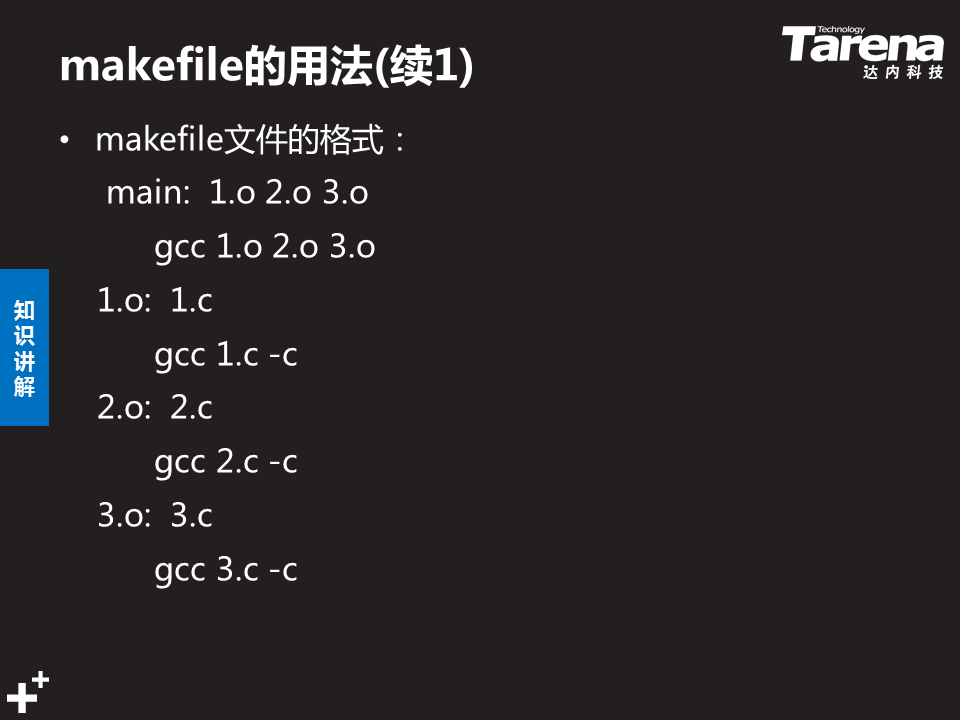 makefile的用法(续1)
Technology
Tarena
达内科技
• makefile文件的格式：
main: 1.o 2.o 3.o
gcc 1.o 2.o 3.o
1.o: 1.c
gcc 1.c -c
2.o: 2.c
gcc 2.c -c
3.o: 3.c
gcc 3.c -c
知
识
讲
解